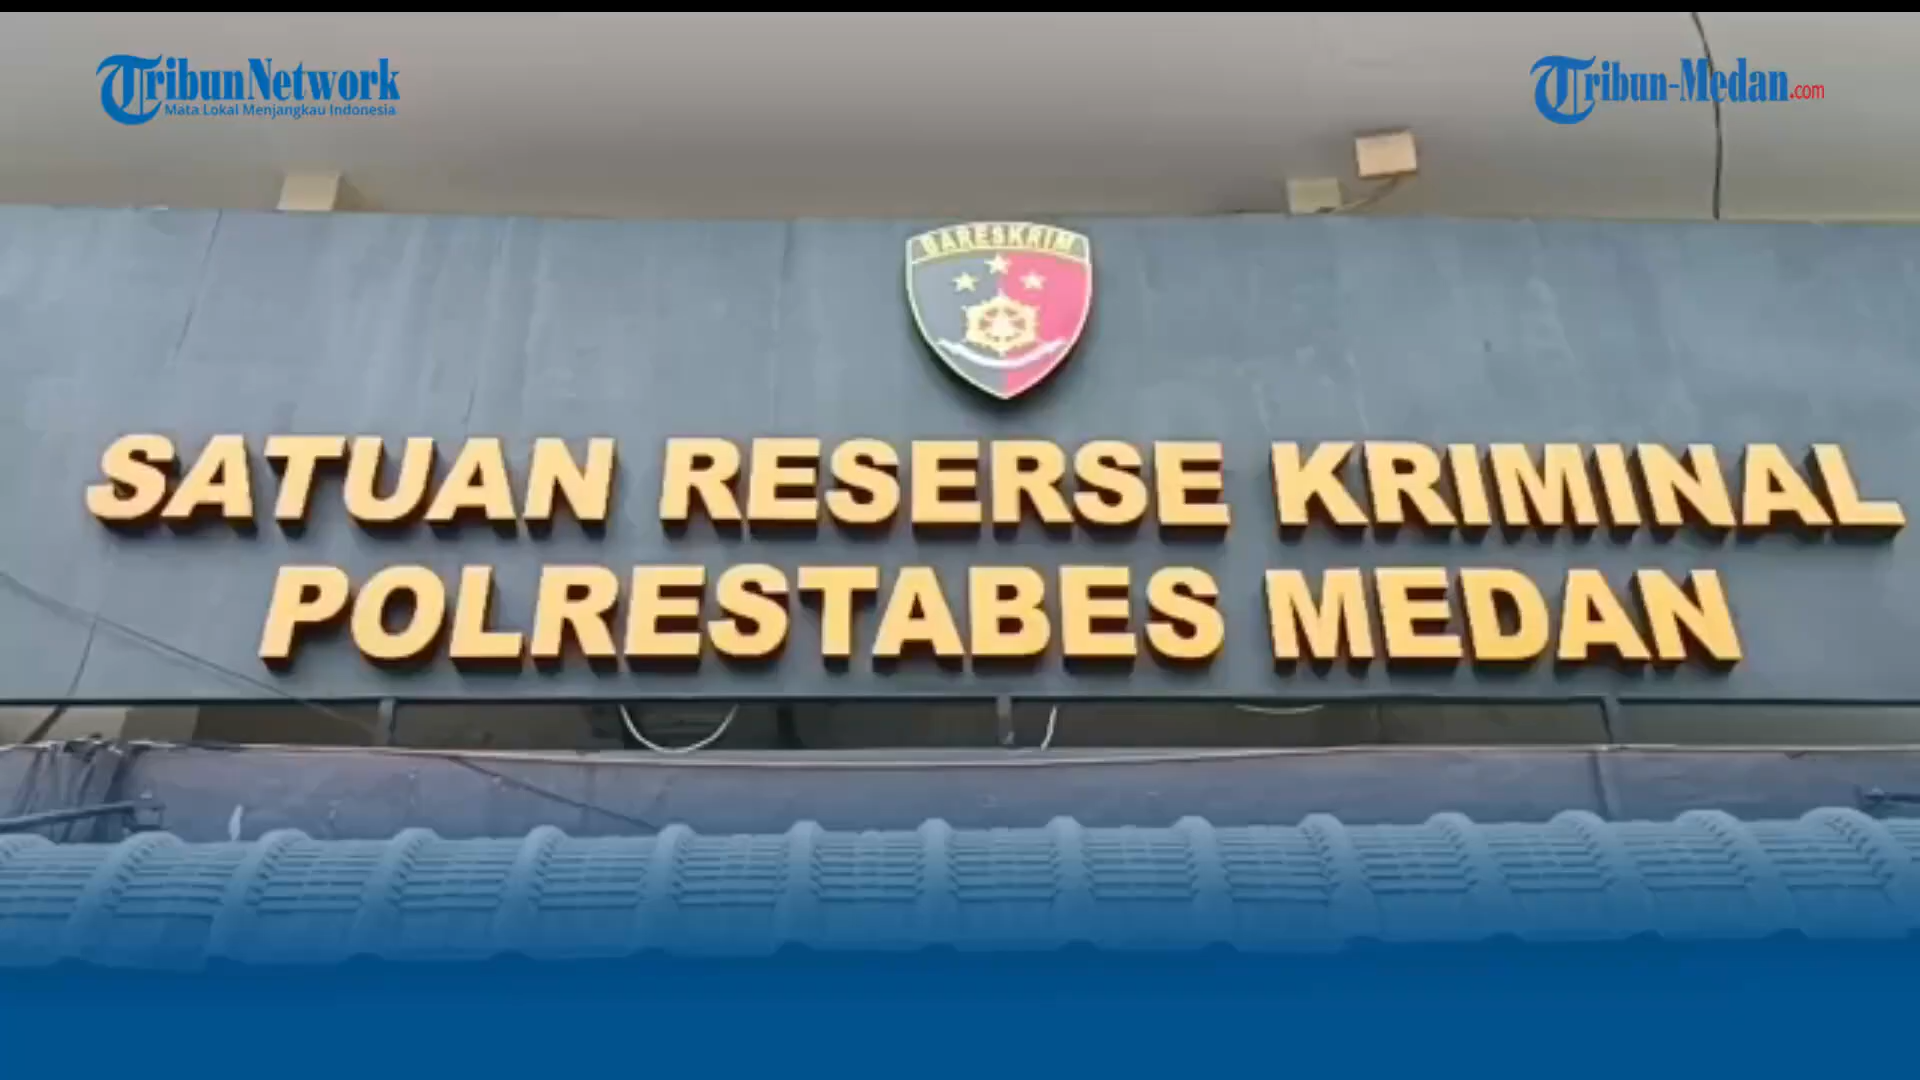 TribunNetwork
Mata Lokal Menjangkau Indonesia
Tribun-Medan.com
BARESKRIM
SATUAN RESERSE KRIMINAL
POLRESTABES MEDAN